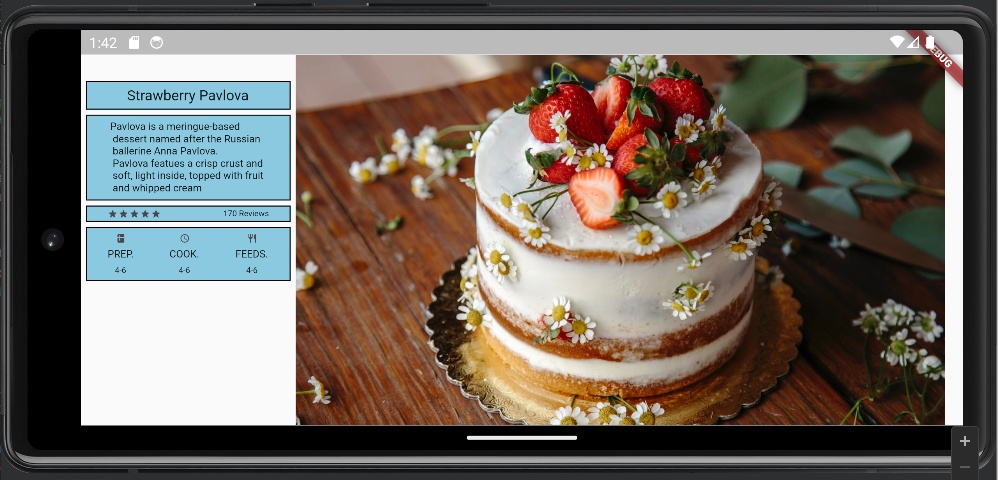 1:42
DEBUG
Strawberry Pavlova
Pavlova is a meringue-based
dessert named after the Russian
ballerine Anna Pavlova.
Pavlova featues a crisp crust and
soft, light inside, topped with fruit
and whipped cream
170 Reviews
PREP. COOK. FEEDS.
4-6 4-6 4-6